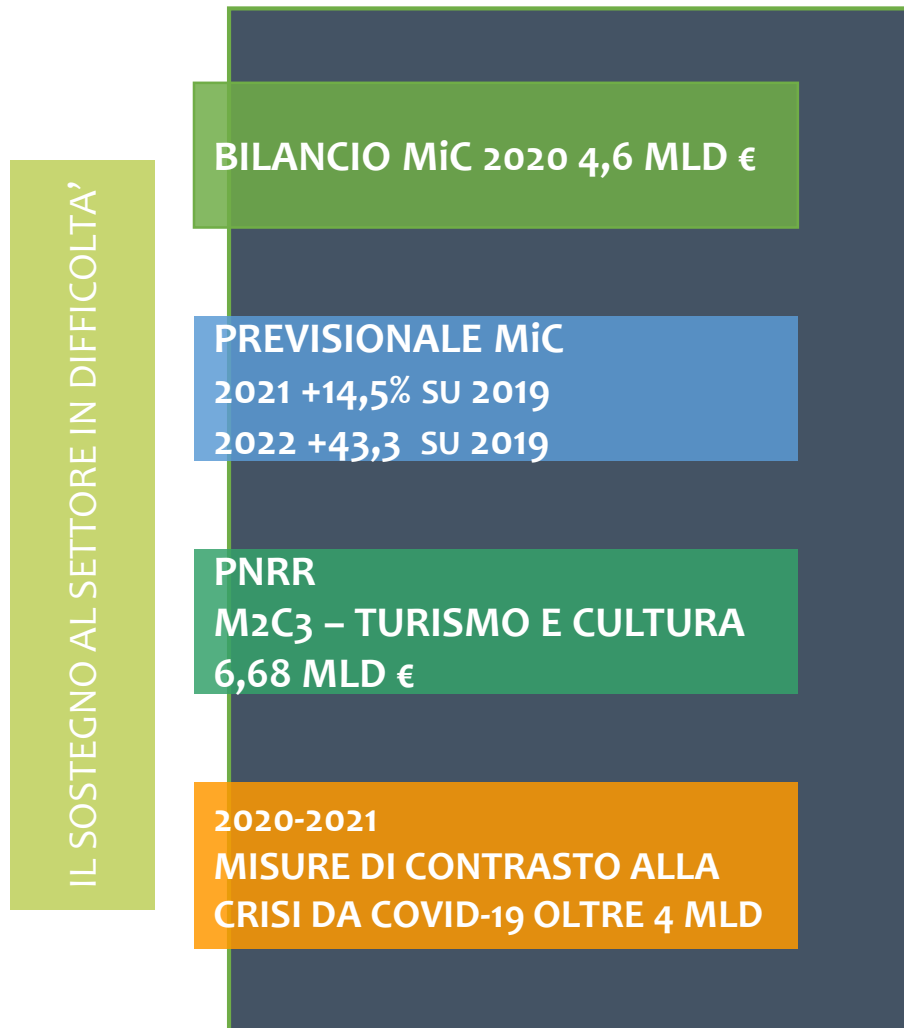 IL SOSTEGNO AL SETTORE IN DIFFICOLTA'
BILANCIO MiC 2020 4,6 MLD €
PREVISIONALE MiC
2021 +14,5% SU 2019
2022 +43,3 SU 2019
PNRR
M2C3 – TURISMO E CULTURA
6,68 MLD €
2020-2021
MISURE DI CONTRASTO ALLA
CRISI DA COVID-19 OLTRE 4 MLD